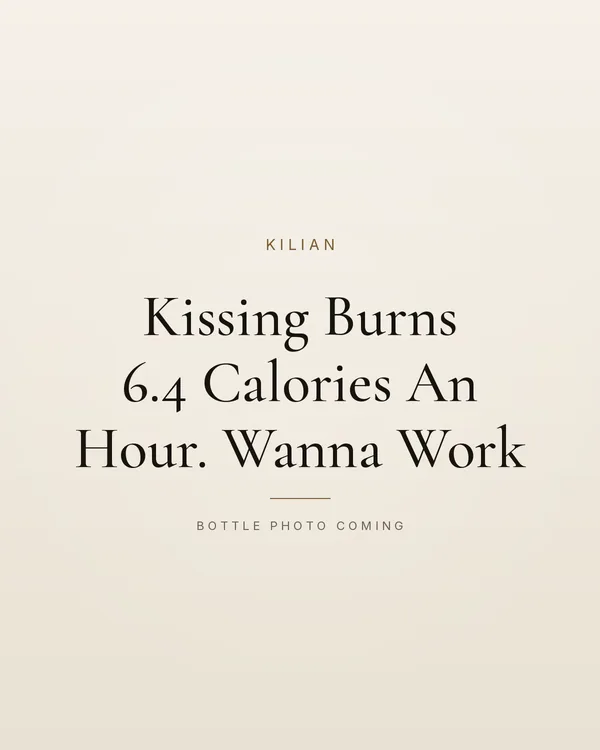 KILIAN
Kissing Burns
6.4 Calories An
Hour. Wanna Work
BOTTLE PHOTO COMING